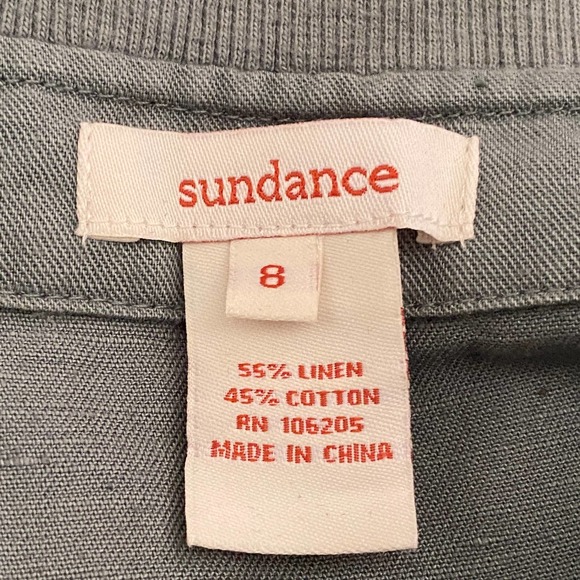 sundance
8
55% LINEN
45% COTTON
RN 106205
MADE IN CHINA